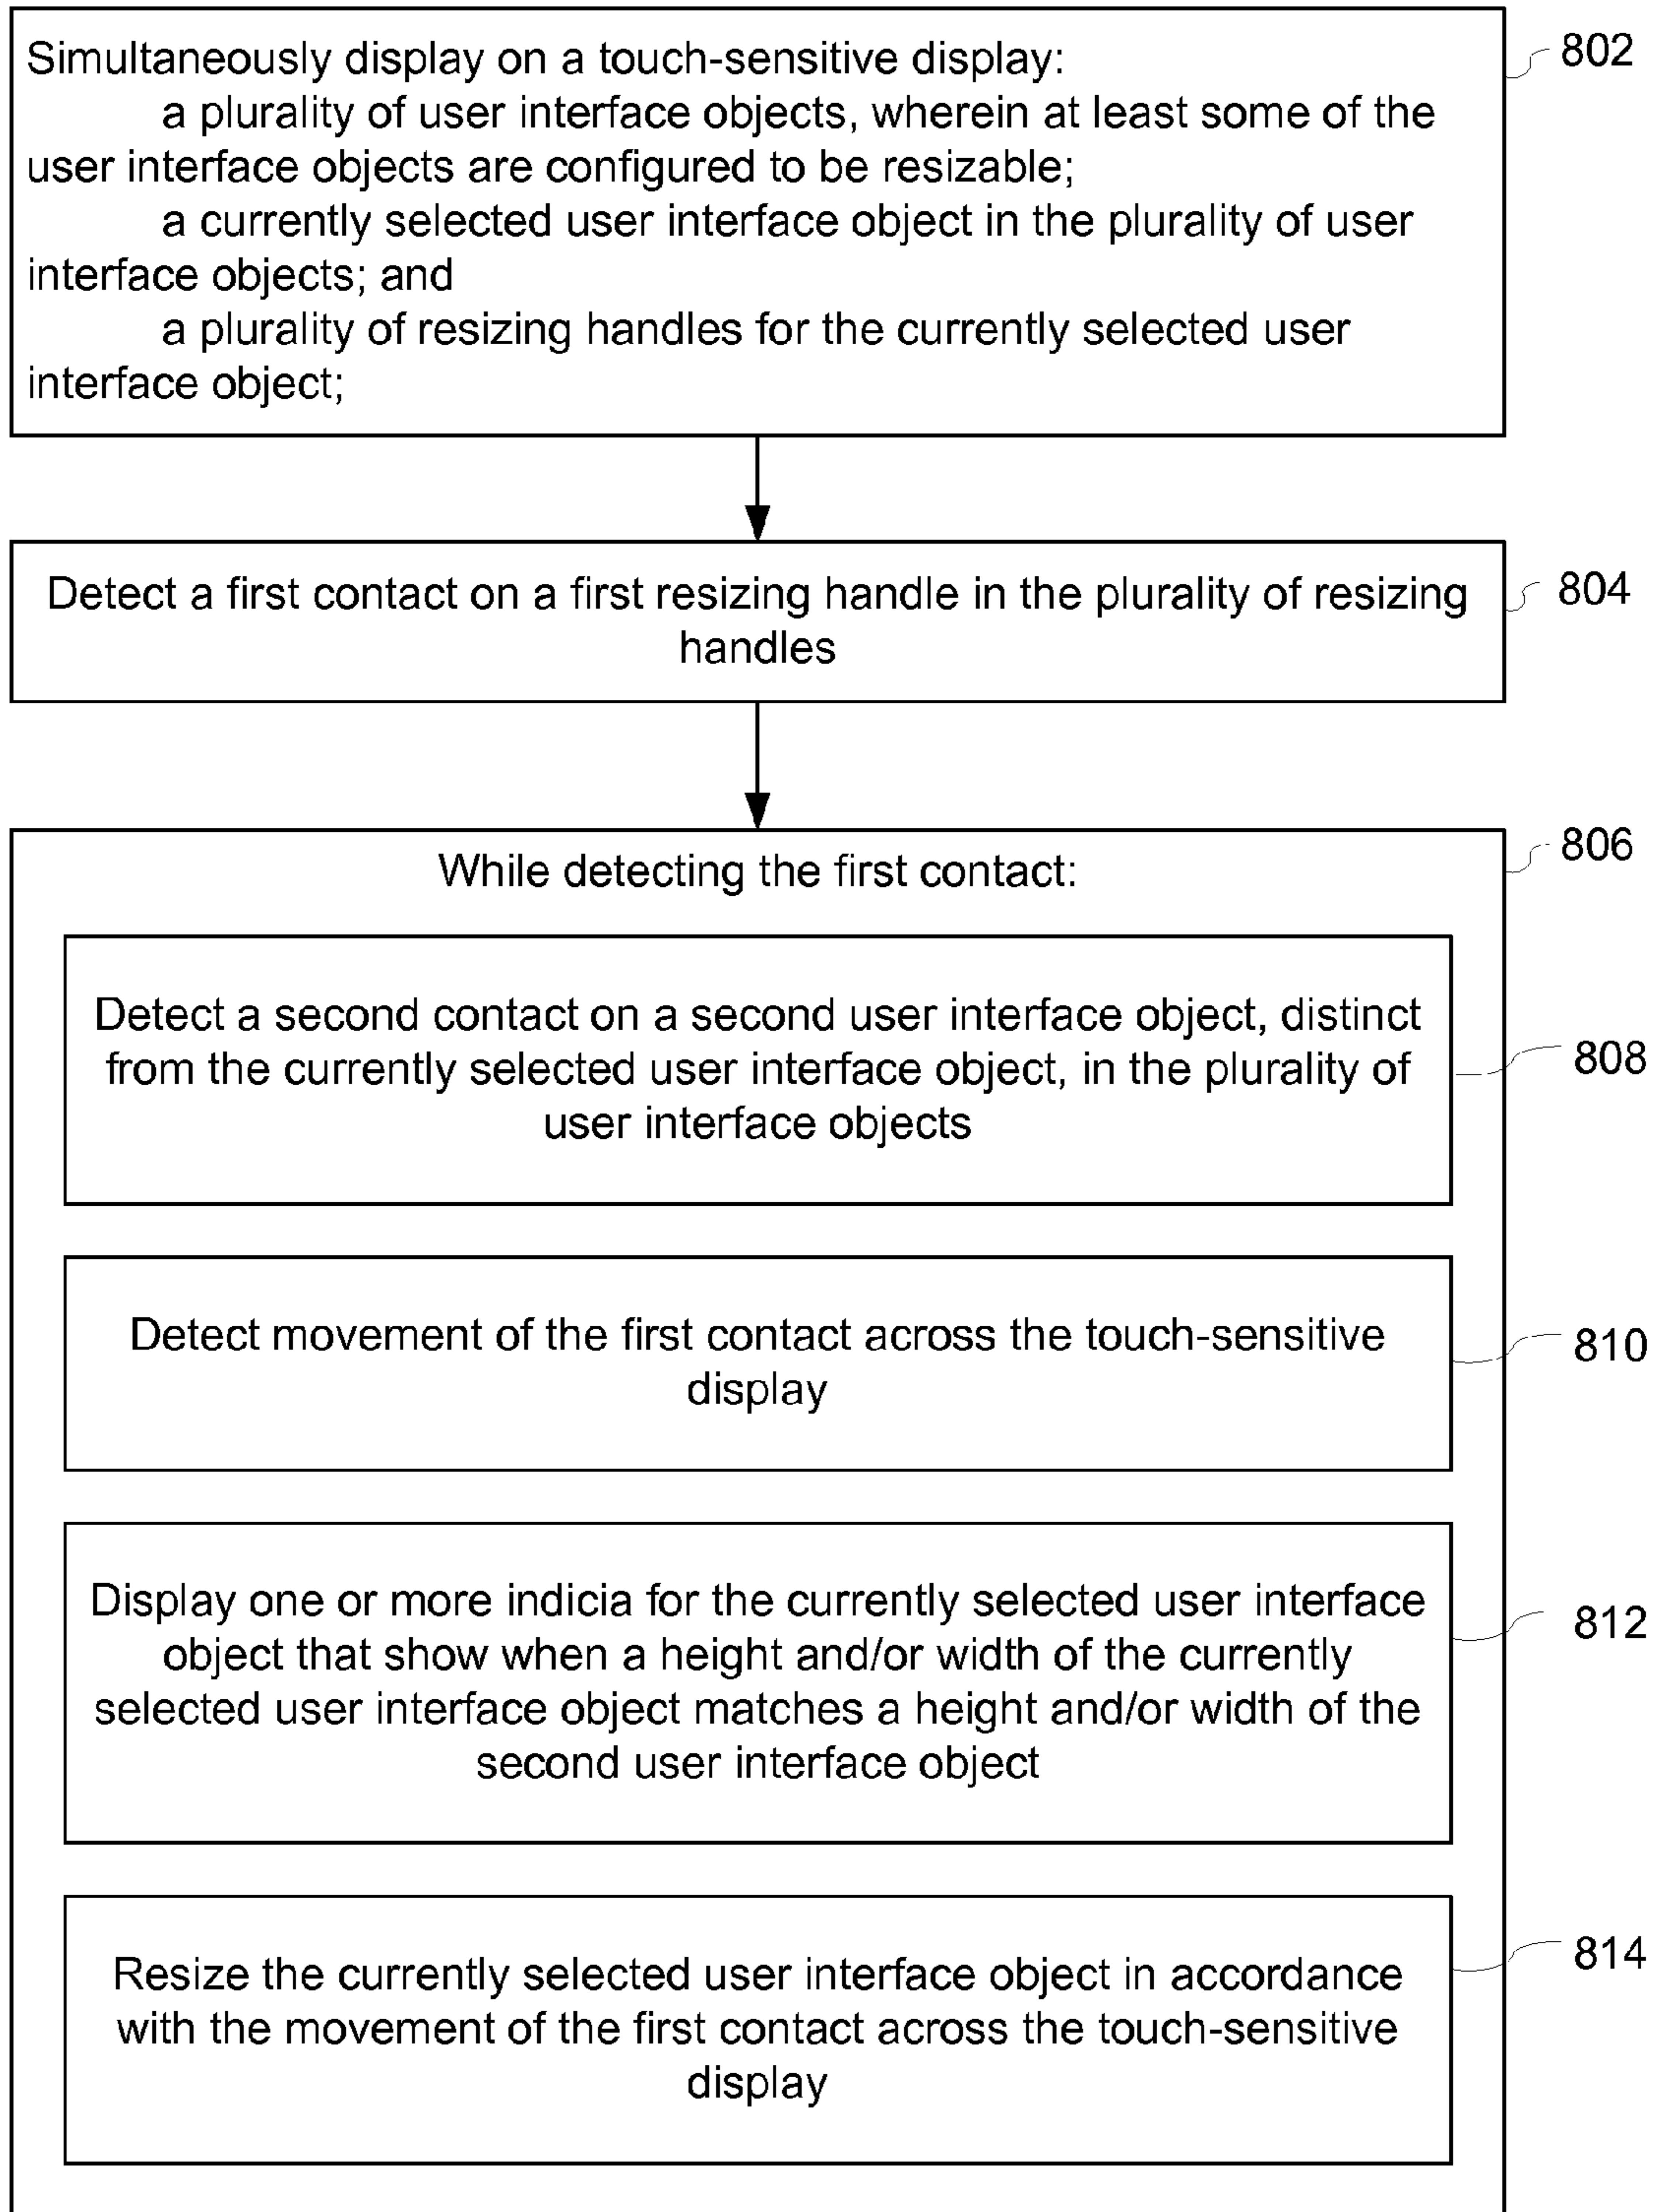 Simultaneously display on a touch-sensitive display:
a plurality of user interface objects, wherein at least some of the
user interface objects are configured to be resizable;
a currently selected user interface object in the plurality of user
interface objects; and
a plurality of resizing handles for the currently selected user
interface object;
802
Detect a first contact on a first resizing handle in the plurality of resizing
handles
804
While detecting the first contact:
806
Detect a second contact on a second user interface object, distinct
from the currently selected user interface object, in the plurality of
user interface objects
808
Detect movement of the first contact across the touch-sensitive
display
810
Display one or more indicia for the currently selected user interface
object that show when a height and/or width of the currently
selected user interface object matches a height and/or width of the
second user interface object
812
Resize the currently selected user interface object in accordance
with the movement of the first contact across the touch-sensitive
display
814